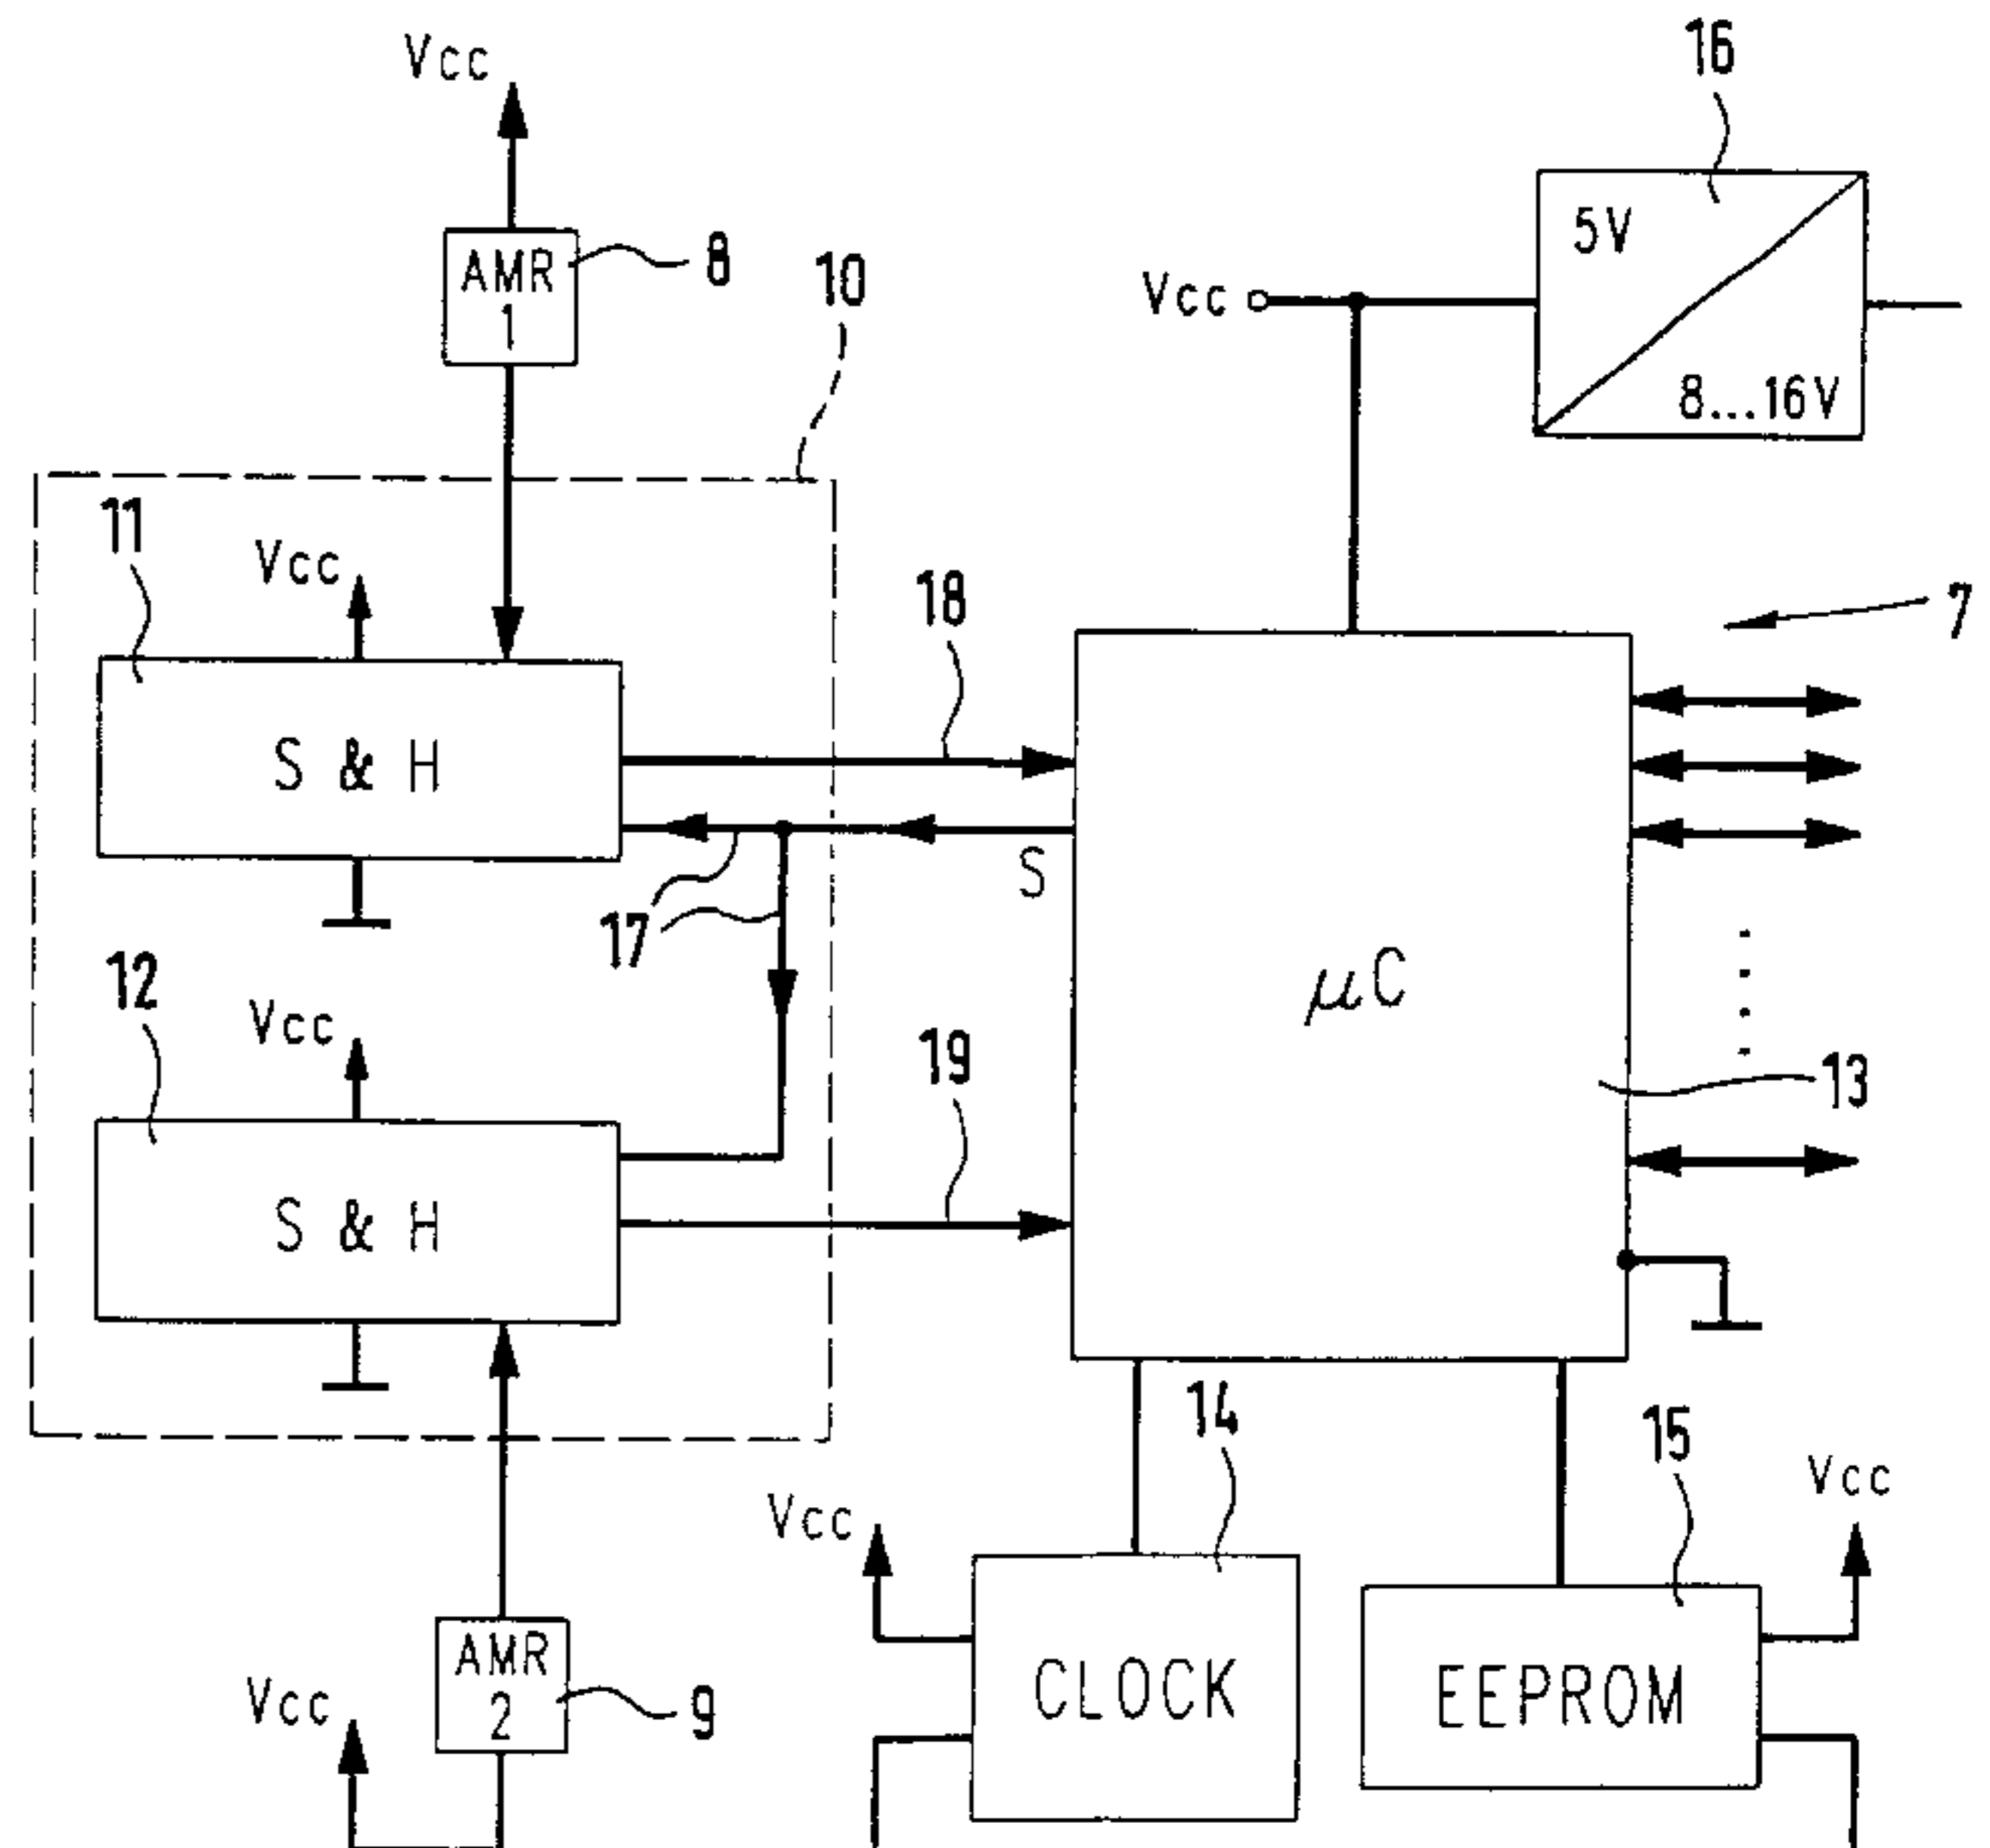 Vcc
16
AMR
1
8
10
5V
Vcc
8...16V
11
Vcc
18
7
S & H
S
17
µC
12
Vcc
19
13
S & H
14
15
Vcc
Vcc
AMR
2
9
Vcc
CLOCK
EEPROM